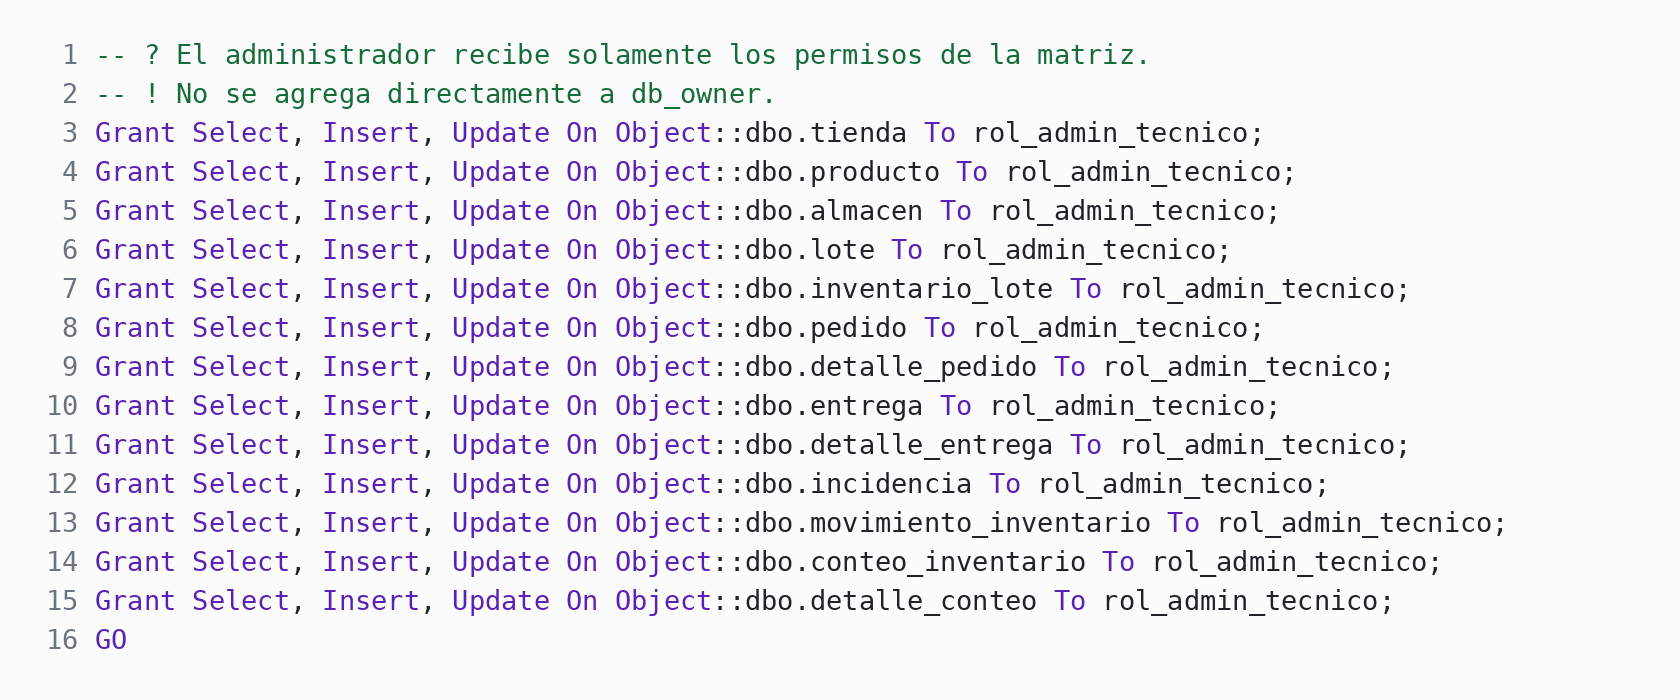 1 -- ? El administrador recibe solamente los permisos de la matriz.
2 -- ! No se agrega directamente a db_owner.
3 Grant Select, Insert, Update On Object::dbo.tienda To rol_admin_tecnico;
4 Grant Select, Insert, Update On Object::dbo.producto To rol_admin_tecnico;
5 Grant Select, Insert, Update On Object::dbo.almacen To rol_admin_tecnico;
6 Grant Select, Insert, Update On Object::dbo.lote To rol_admin_tecnico;
7 Grant Select, Insert, Update On Object::dbo.inventario_lote To rol_admin_tecnico;
8 Grant Select, Insert, Update On Object::dbo.pedido To rol_admin_tecnico;
9 Grant Select, Insert, Update On Object::dbo.detalle_pedido To rol_admin_tecnico;
10 Grant Select, Insert, Update On Object::dbo.entrega To rol_admin_tecnico;
11 Grant Select, Insert, Update On Object::dbo.detalle_entrega To rol_admin_tecnico;
12 Grant Select, Insert, Update On Object::dbo.incidencia To rol_admin_tecnico;
13 Grant Select, Insert, Update On Object::dbo.movimiento_inventario To rol_admin_tecnico;
14 Grant Select, Insert, Update On Object::dbo.conteo_inventario To rol_admin_tecnico;
15 Grant Select, Insert, Update On Object::dbo.detalle_conteo To rol_admin_tecnico;
16 GO